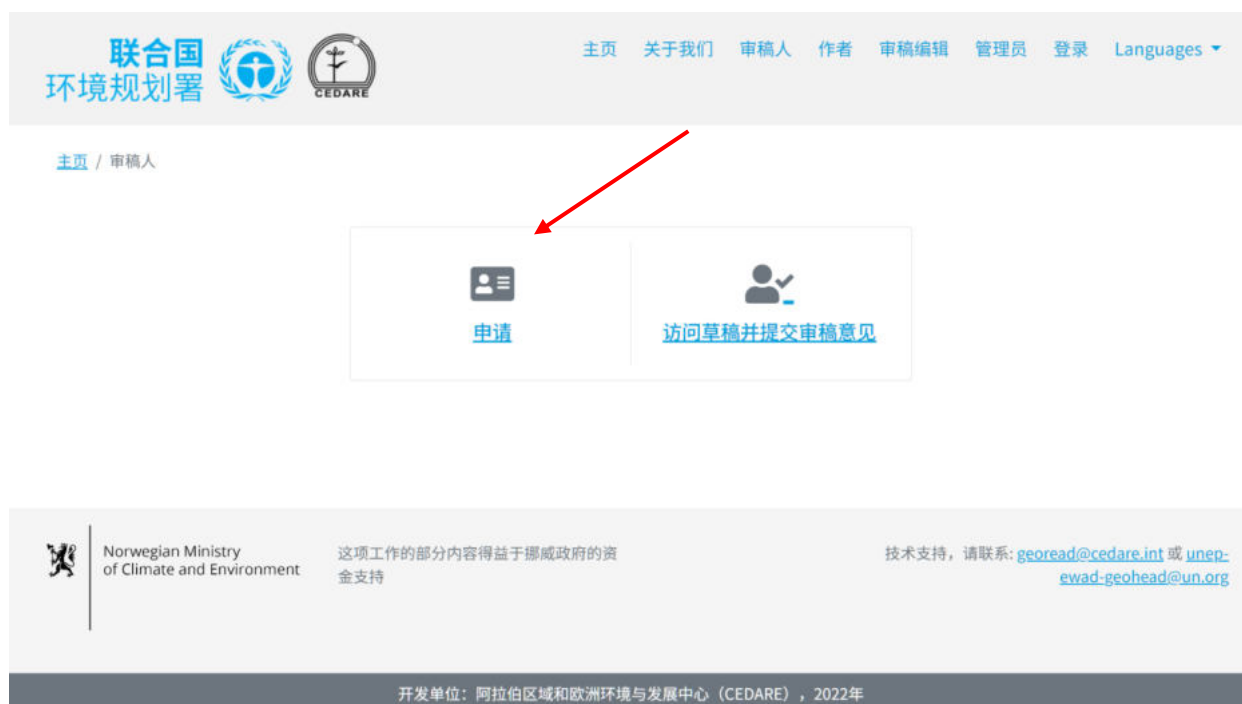 联合国
环境规划署
CEDARE
主页 关于我们 审稿人 作者 审稿编辑 管理员 登录 Languages
主页 / 审稿人
申请
访问草稿并提交审稿意见
Norwegian Ministry
of Climate and Environment
这项工作的部分内容得益于挪威政府的资
金支持
技术支持，请联系: georead@cedare.int 或 unep-
ewad-geohead@un.org
开发单位：阿拉伯区域和欧洲环境与发展中心（CEDARE），2022年